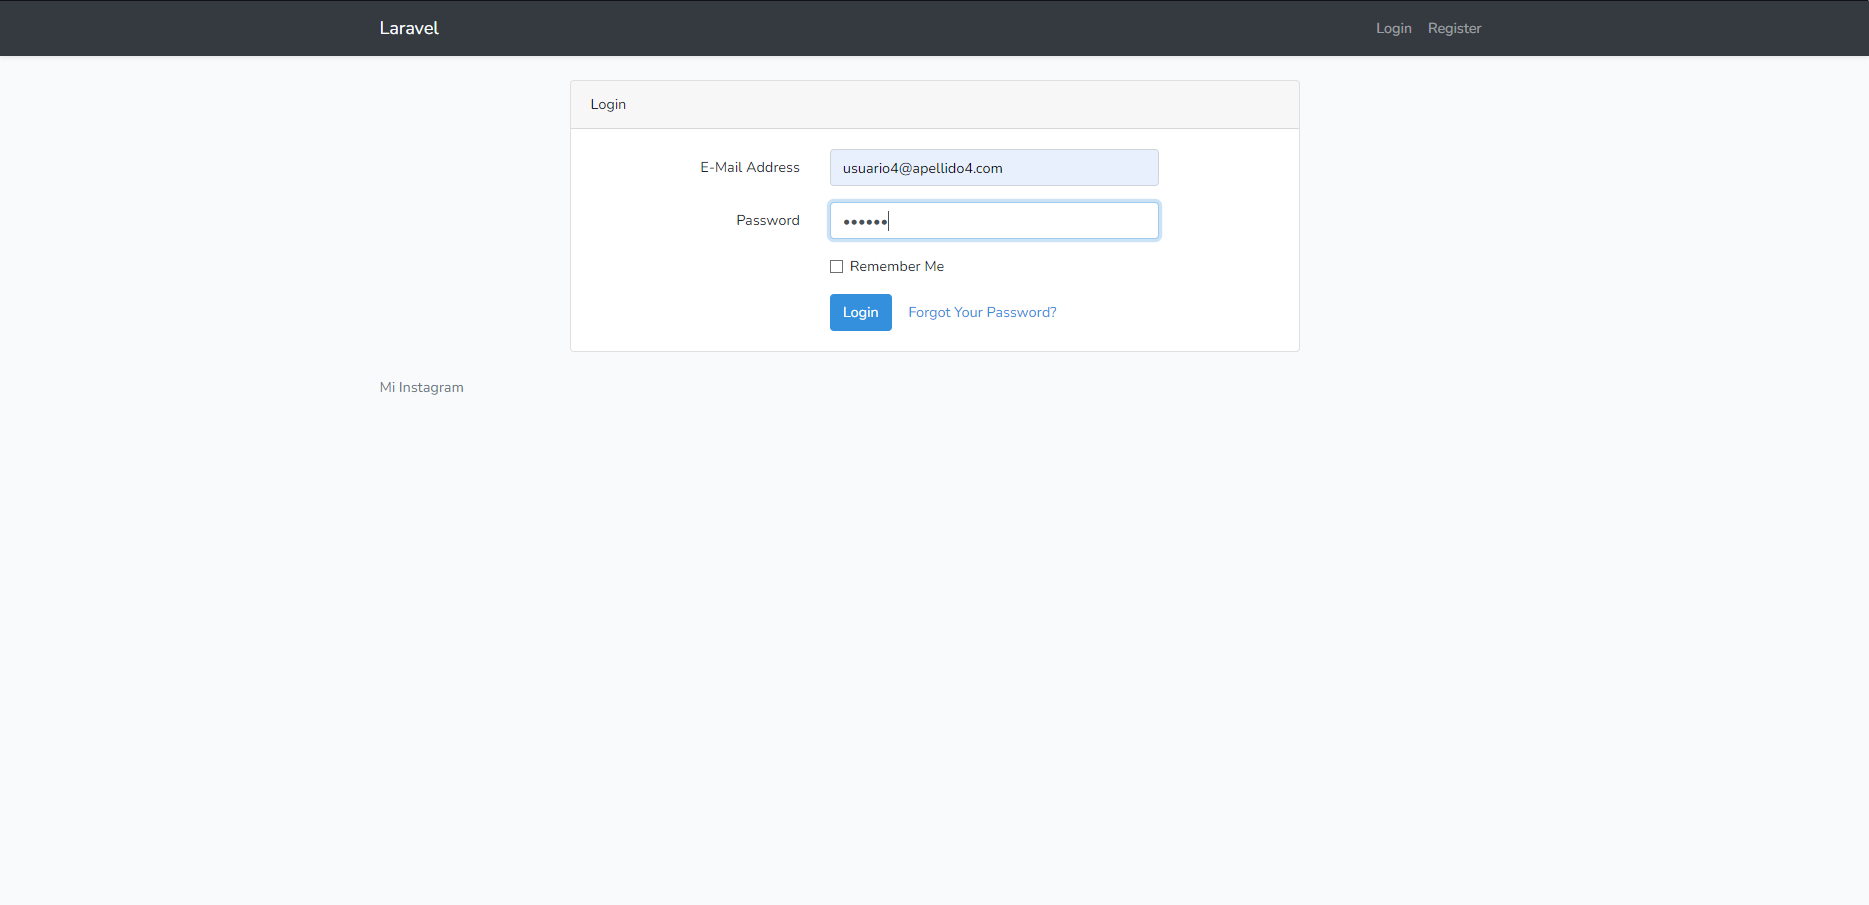 Laravel
Login Register
Login
E-Mail Address usuario4@apellido4.com
Password ••••••
Remember Me
Login Forgot Your Password?
Mi Instagram